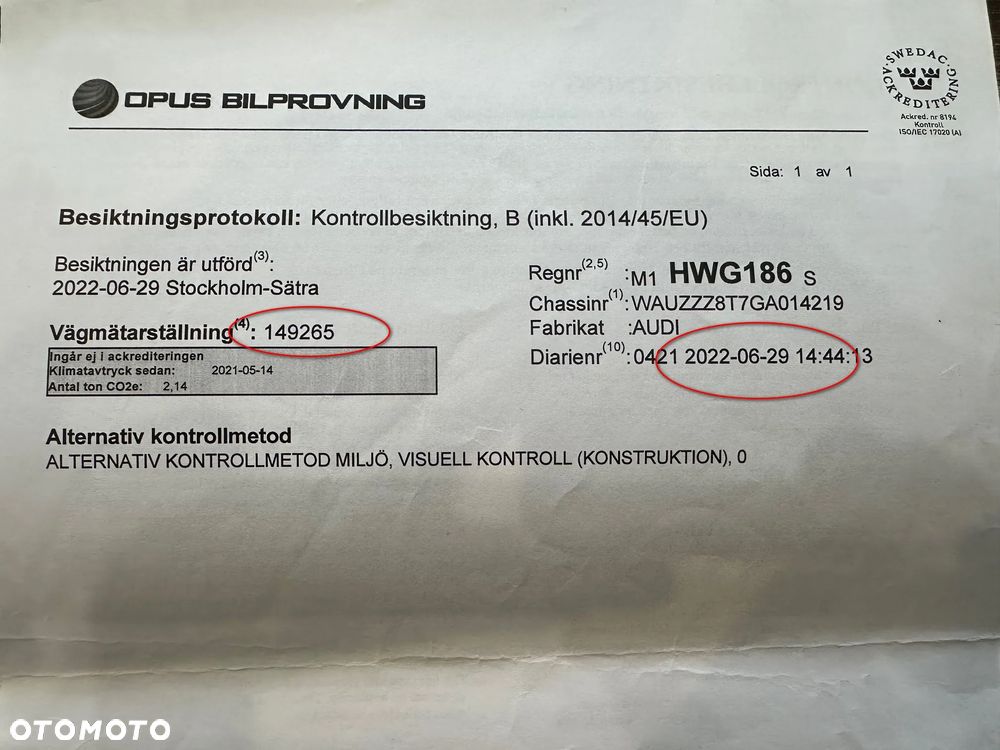 OPUS BILPROVNING
SWEDAC
ACKREDITERING
Ackred. nr 8194
Kontroll
ISO/IEC 17020 (A)
Sida: 1 av 1
Besiktningsprotokoll: Kontrollbesiktning, B (inkl. 2014/45/EU)
Besiktningen är utförd(3):
2022-06-29 Stockholm-Sätra
Vägmätarställning(4): 149265
Ingår ej i ackrediteringen
Klimatavtryck sedan: 2021-05-14
Antal ton CO2e: 2,14
Regnr(2,5) :M1 HWG186 S
Chassinr(1):WAUZZZ8T7GA014219
Fabrikat :AUDI
Diarienr(10):0421 2022-06-29 14:44:13
Alternativ kontrollmetod
ALTERNATIV KONTROLLMETOD MILJÖ, VISUELL KONTROLL (KONSTRUKTION), 0
OTOMOTO